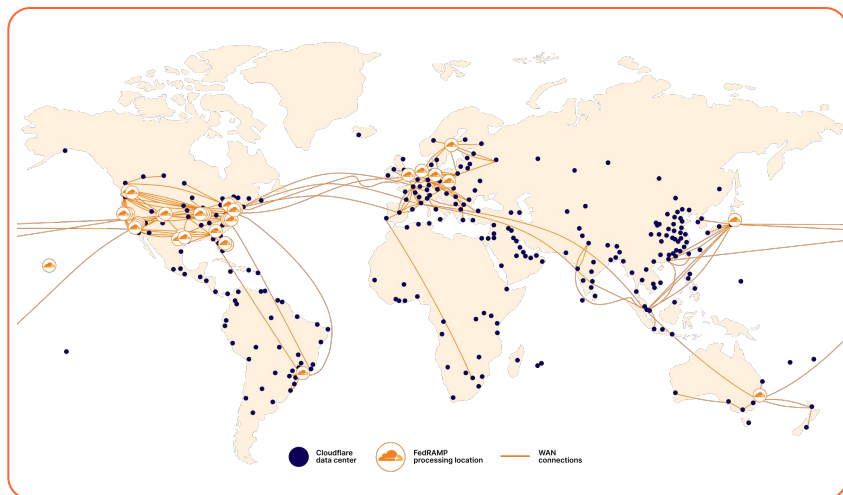 Cloudflare
data center
FedRAMP
processing location
WAN
connections